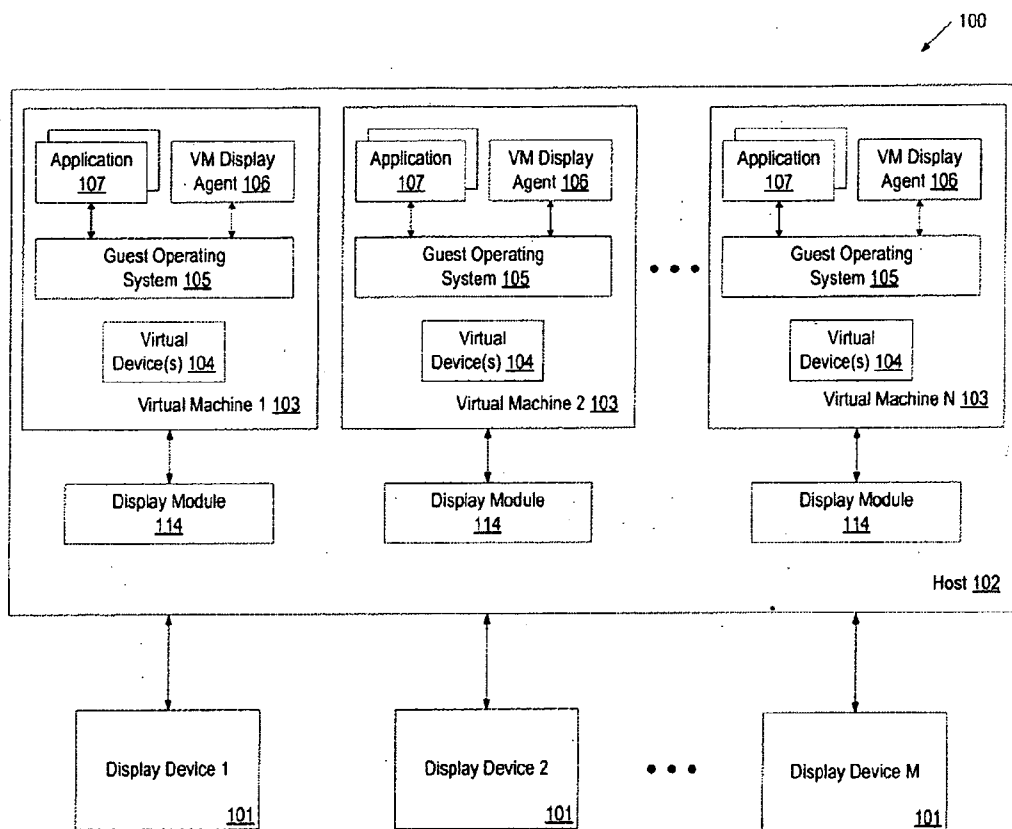 100
Application
107
VM Display
Agent 106
Guest Operating
System 105
Virtual
Device(s) 104
Virtual Machine 1 103
Application
107
VM Display
Agent 106
Guest Operating
System 105
Virtual
Device(s) 104
Virtual Machine 2 103
Application
107
VM Display
Agent 106
Guest Operating
System 105
Virtual
Device(s) 104
Virtual Machine N 103
Display Module
114
Display Module
114
Display Module
114
Host 102
Display Device 1
101
Display Device 2
101
Display Device M
101